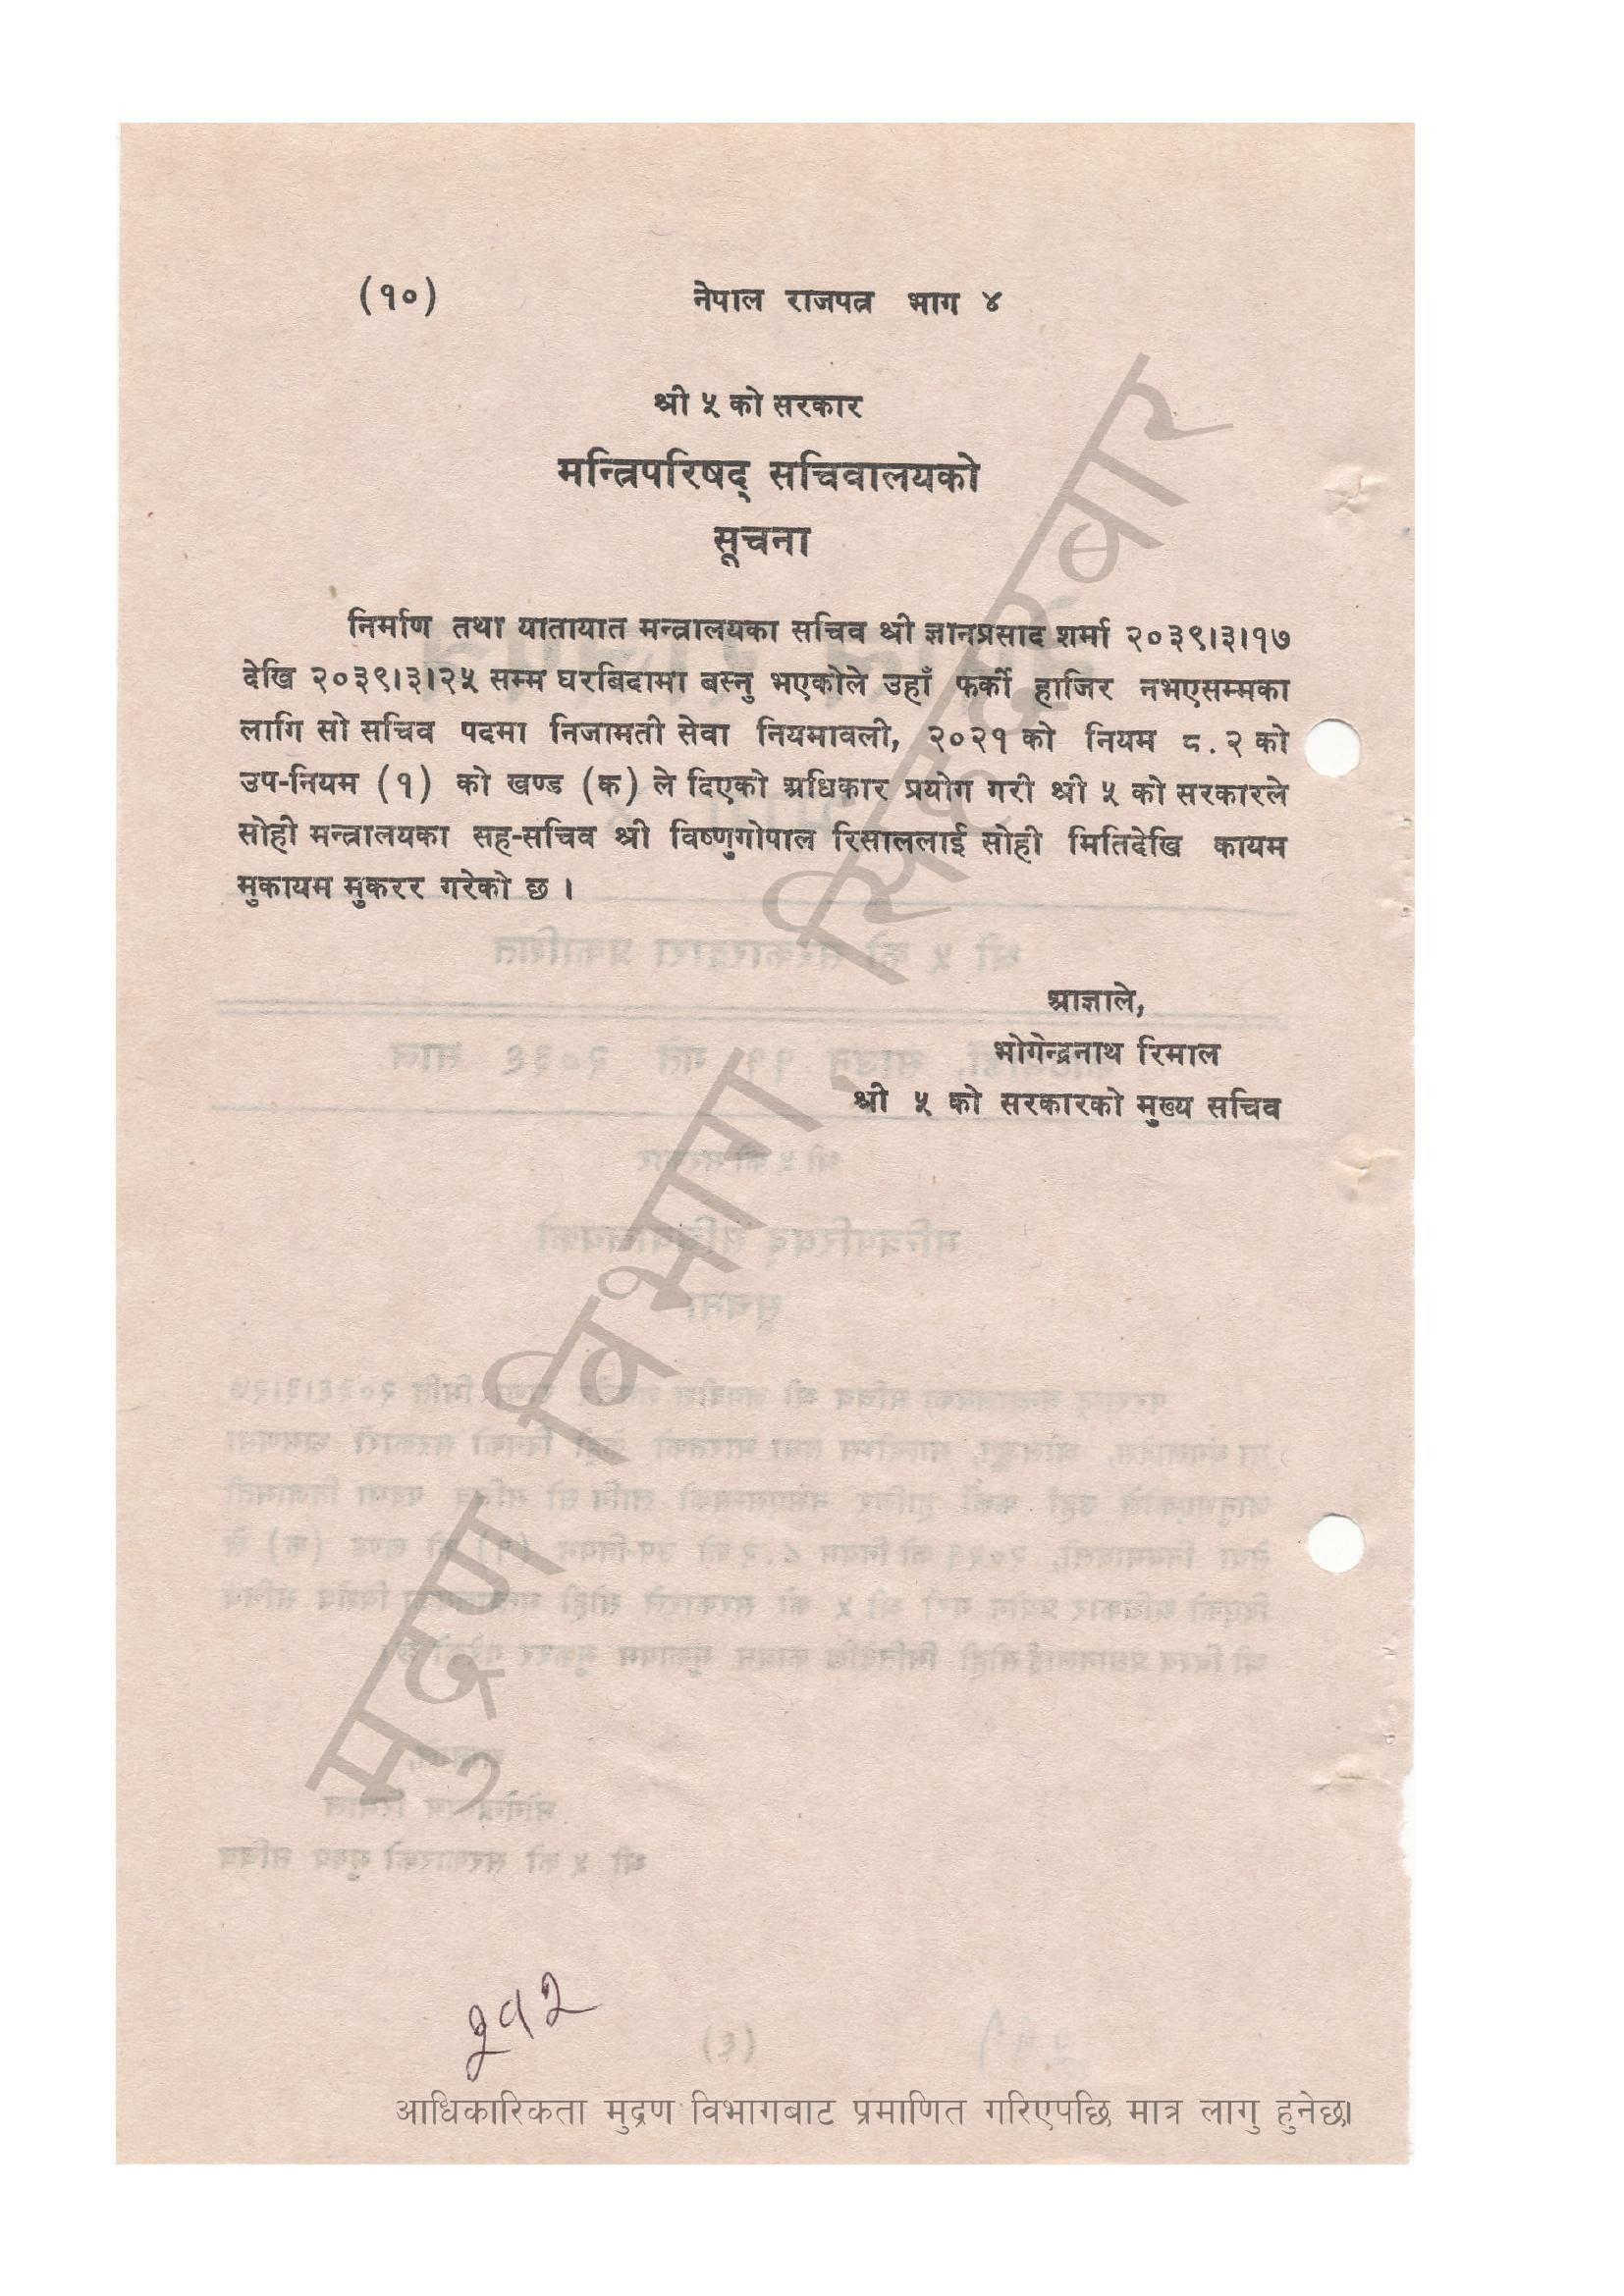 (१०) नेपाल राजपत्र भाग ४
श्री ५ को सरकार
मन्त्रिपरिषद् सचिवालयको
सूचना
निर्माण तथा यातायात मन्त्रालयका सचिव श्री ज्ञानप्रसाद शर्मा २०३९।३।१७
देखि २०३९।३।२५ सम्म घरबिदामा बस्नु भएकोले उहाँ फर्की हाजिर नभएसम्मका
लागि सो सचिव पदमा निजामती सेवा नियमावली, २०२१ को नियम ८.२ को
उप-नियम (१) को खण्ड (क) ले दिएको अधिकार प्रयोग गरी श्री ५ को सरकारले
सोही मन्त्रालयका सह-सचिव श्री विष्णुगोपाल रिसाललाई सोही मितिदेखि कायम
मुकायम मुकरर गरेको छ ।
आज्ञाले,
भोगेन्द्रनाथ रिमाल
श्री ५ को सरकारको मुख्य सचिव
मुद्रण विभाग, सिंहदरवार
२१२
आधिकारिकता मुद्रण विभागबाट प्रमाणित गरिएपछि मात्र लागु हुनेछ।